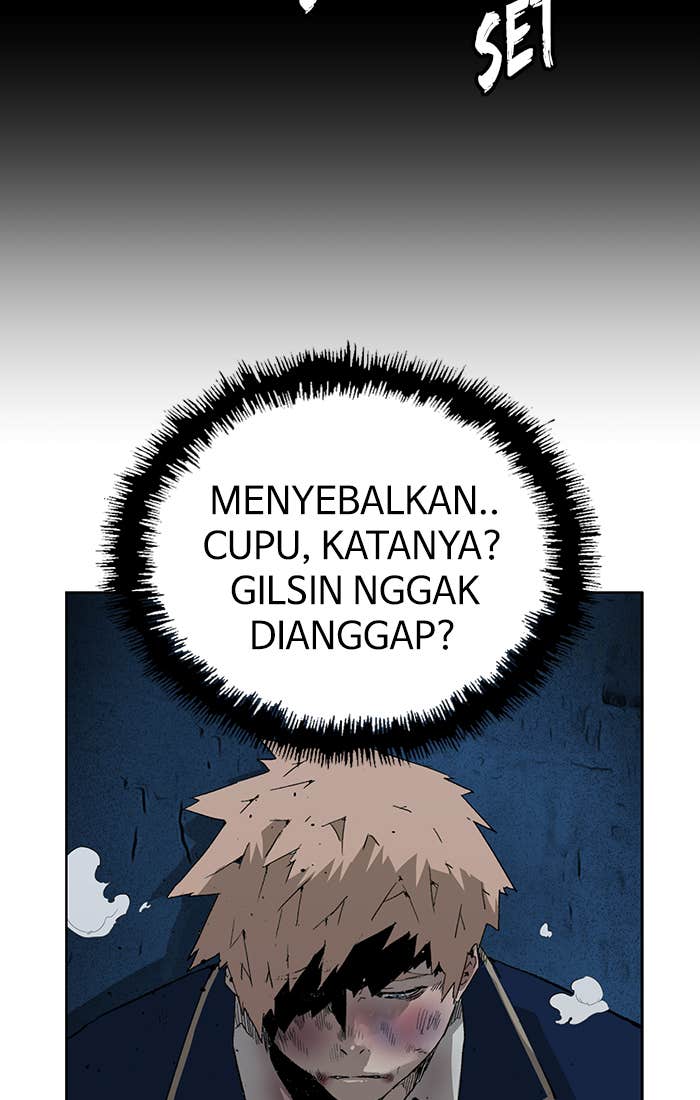 SET
MENYEBALKAN..
CUPU, KATANYA?
GILSIN NGGAK
DIANGGAP?